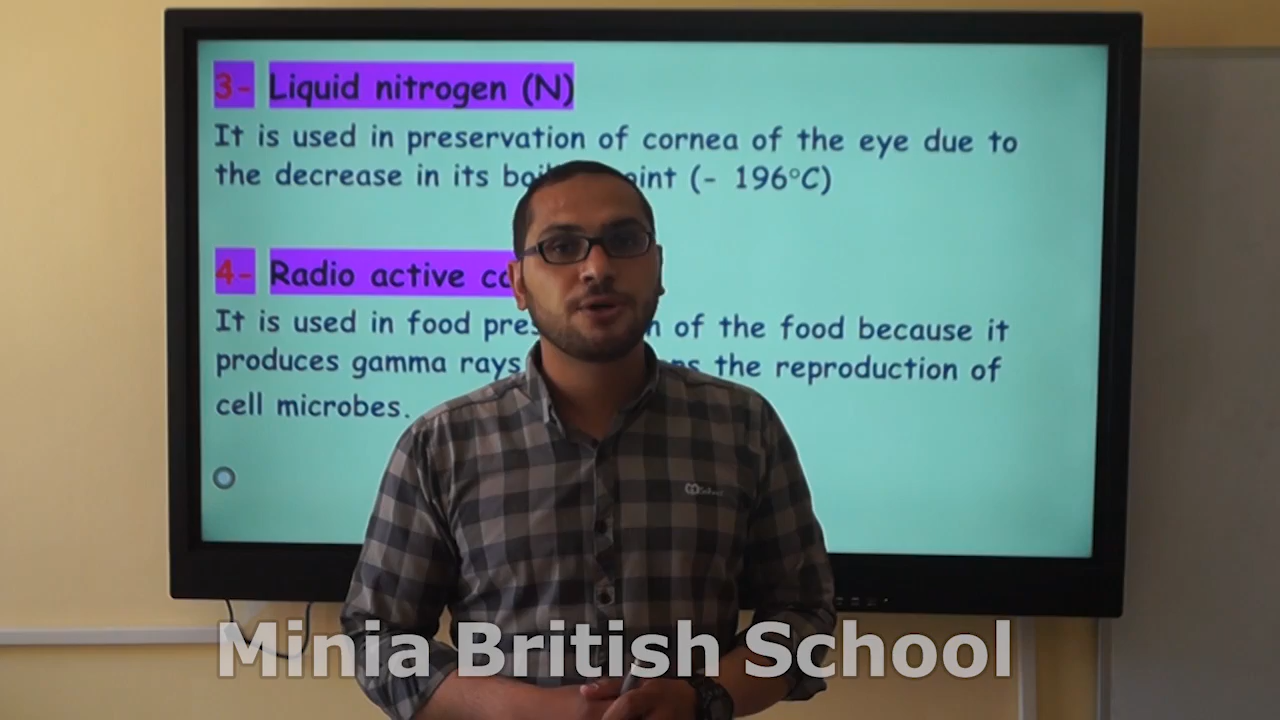 3- Liquid nitrogen (N)
It is used in preservation of cornea of the eye due to
the decrease in its point (- 196°C)
4- Radio active
It is used in food of the food because it
produces gamma rays the reproduction of
cell microbes.
School
Minia British School